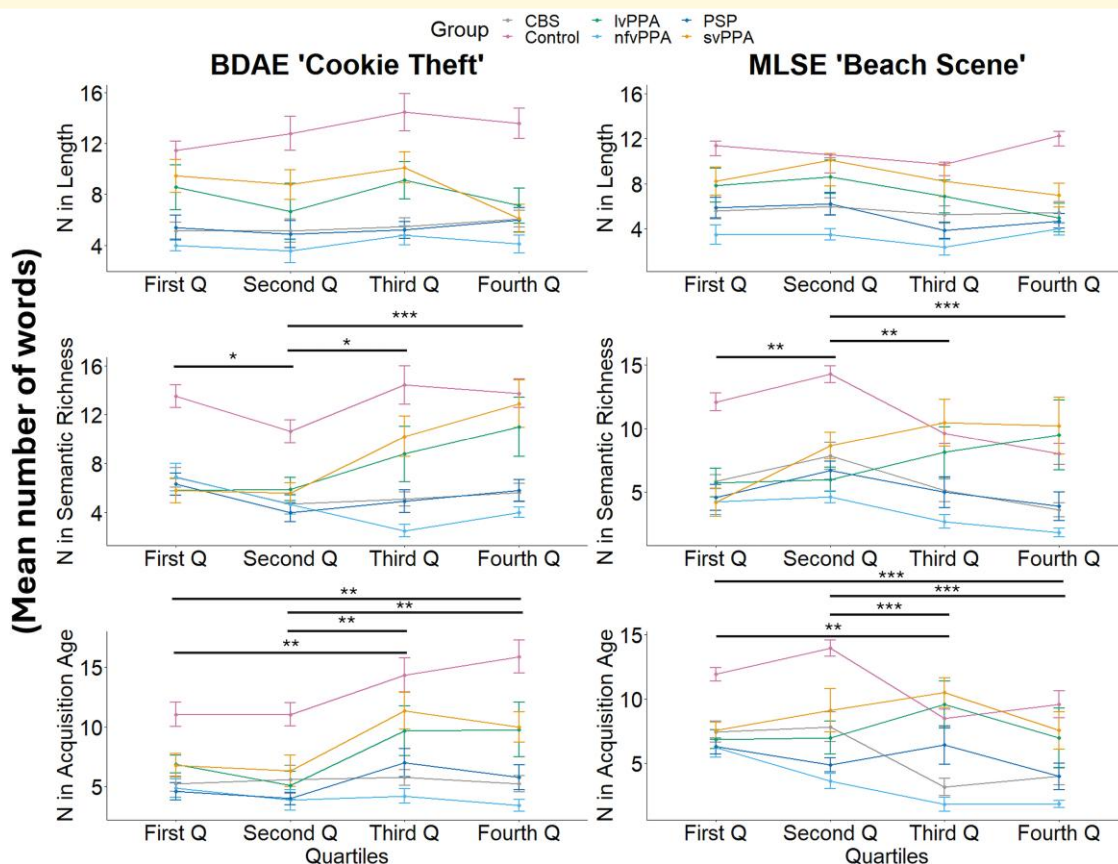 Group CBS lvPPA PSP
Control nfvPPA svPPA
BDAE 'Cookie Theft' MLSE 'Beach Scene'
(Mean number of words)
N in Length
16
12
8
4
First Q Second Q Third Q Fourth Q
N in Length
16
12
8
4
First Q Second Q Third Q Fourth Q
N in Semantic Richness
***
*
*
16
12
8
4
First Q Second Q Third Q Fourth Q
N in Semantic Richness
***
**
**
15
10
5
First Q Second Q Third Q Fourth Q
N in Acquisition Age
**
**
**
**
15
10
5
First Q Second Q Third Q Fourth Q
Quartiles
N in Acquisition Age
***
***
***
**
15
10
5
First Q Second Q Third Q Fourth Q
Quartiles